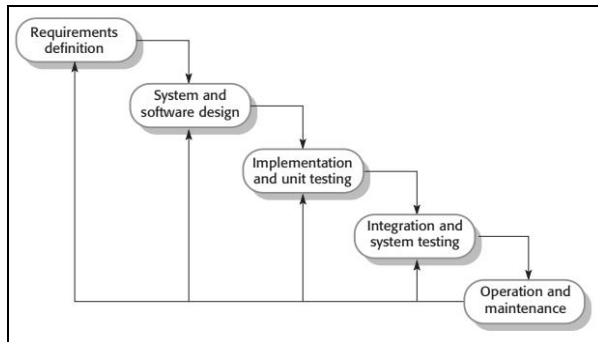 Requirements
definition
System and
software design
Implementation
and unit testing
Integration and
system testing
Operation and
maintenance